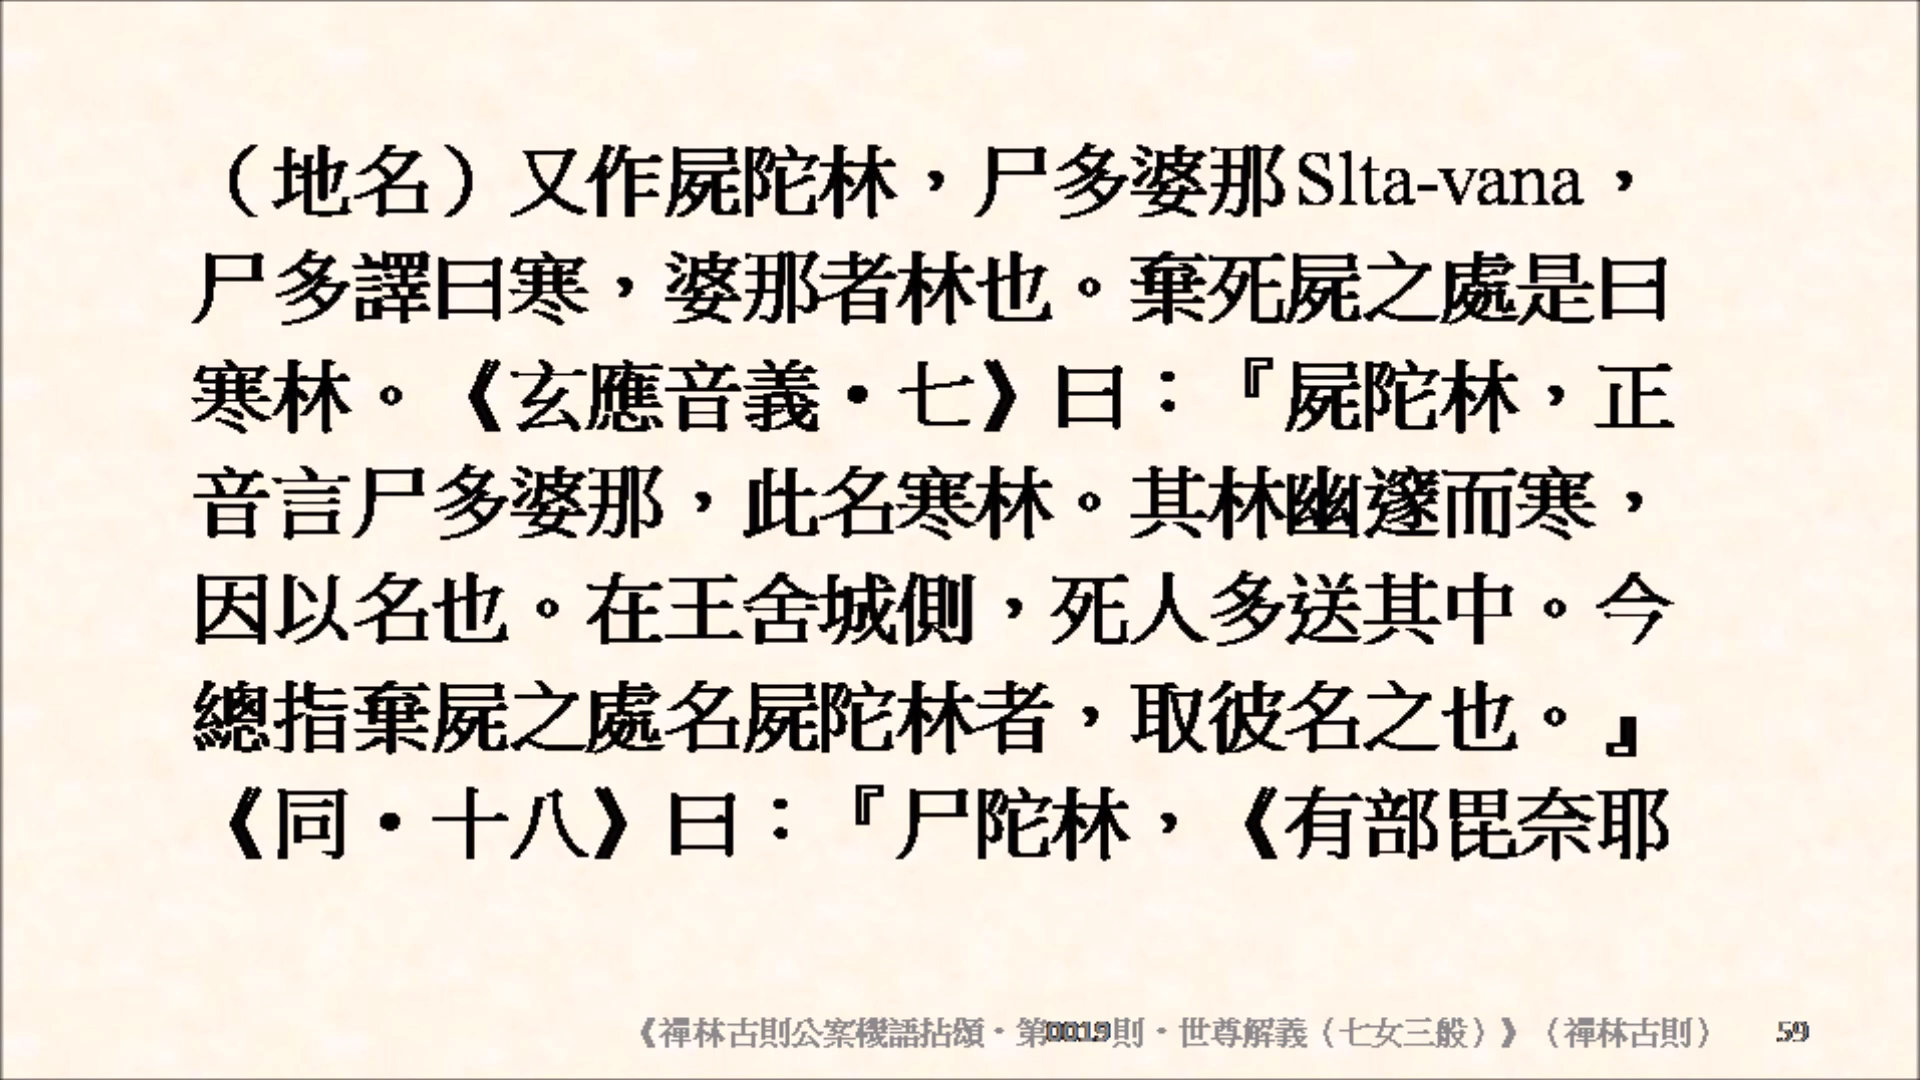 （地名）又作屍陀林，尸多婆那Slta-vana，
尸多譯曰寒，婆那者林也。棄死屍之處是曰
寒林。《玄應音義・七》曰：『屍陀林，正
音言尸多婆那，此名寒林。其林幽邃而寒，
因以名也。在王舍城側，死人多送其中。今
總指棄屍之處名屍陀林者，取彼名之也。』
《同・十八》曰：『尸陀林，《有部毘奈耶
《禪林古則公案機語拈頌・第0019則・世尊解義（七女三般）》（禪林古則） 59